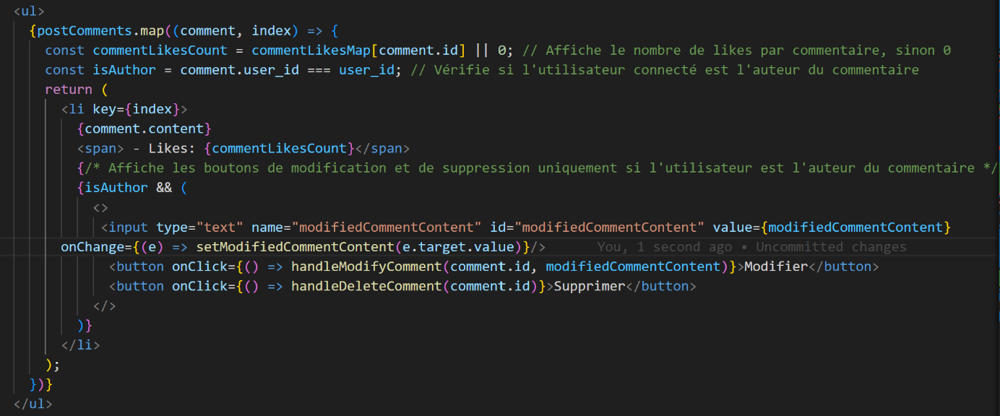 <ul>
{postComments.map((comment, index) => {
const commentLikesCount = commentLikesMap[comment.id] || 0; // Affiche le nombre de likes par commentaire, sinon 0
const isAuthor = comment.user_id === user_id; // Vérifie si l'utilisateur connecté est l'auteur du commentaire
return (
<li key={index}>
{comment.content}
<span> - Likes: {commentLikesCount}</span>
{/* Affiche les boutons de modification et de suppression uniquement si l'utilisateur est l'auteur du commentaire */
{isAuthor && (
<>
<input type="text" name="modifiedCommentContent" id="modifiedCommentContent" value={modifiedCommentContent}
onChange={(e) => setModifiedCommentContent(e.target.value)}/> You, 1 second ago • Uncommitted changes
<button onClick={() => handleModifyComment(comment.id, modifiedCommentContent)}>Modifier</button>
<button onClick={() => handleDeleteComment(comment.id)}>Supprimer</button>
</>
)}
</li>
);
})}
</ul>